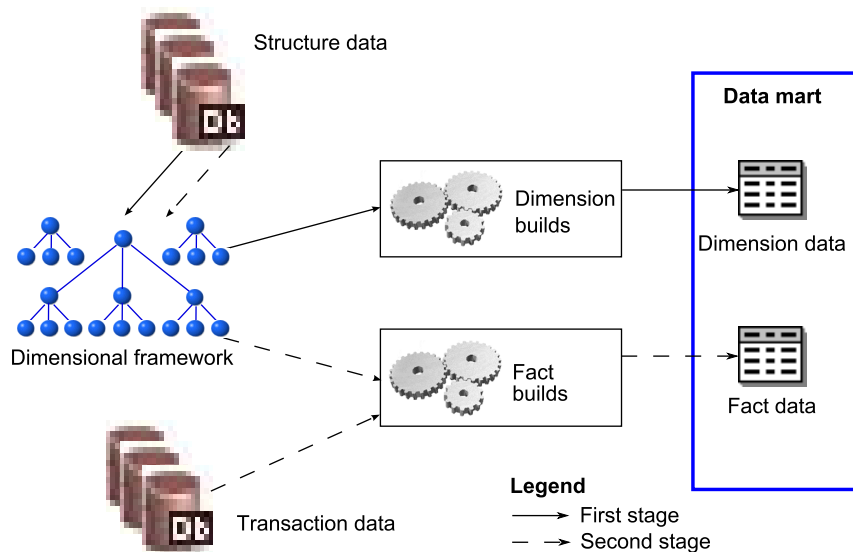 Structure data
Db
Data mart
Dimension
builds
Dimension data
Dimensional framework
Fact
builds
Fact data
Db
Transaction data
Legend
First stage
Second stage